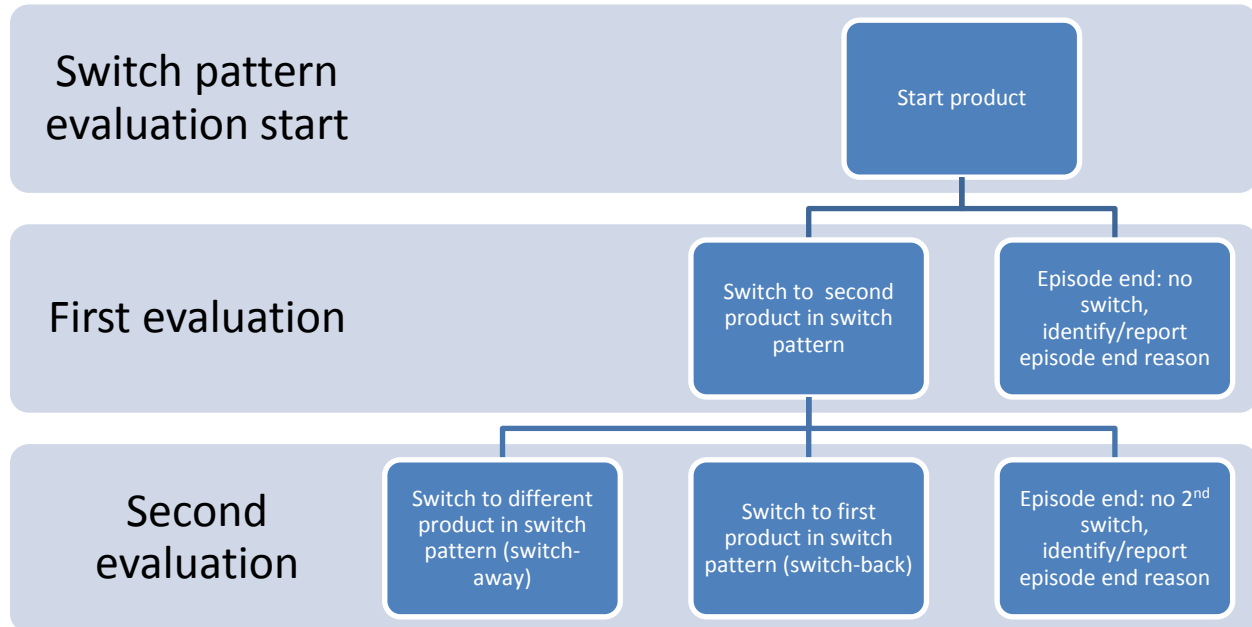 Switch pattern
evaluation start
Start product
First evaluation
Switch to second
product in switch
pattern
Episode end: no
switch,
identify/report
episode end reason
Second
evaluation
Switch to different
product in switch
pattern (switch-
away)
Switch to first
product in switch
pattern (switch-back)
Episode end: no 2nd
switch,
identify/report
episode end reason